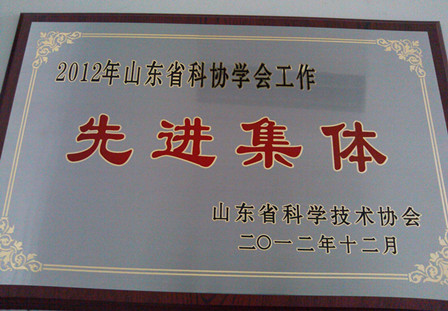 2012年山东省科协学会工作
先进集体
山东省科学技术协会
二〇一二年十二月